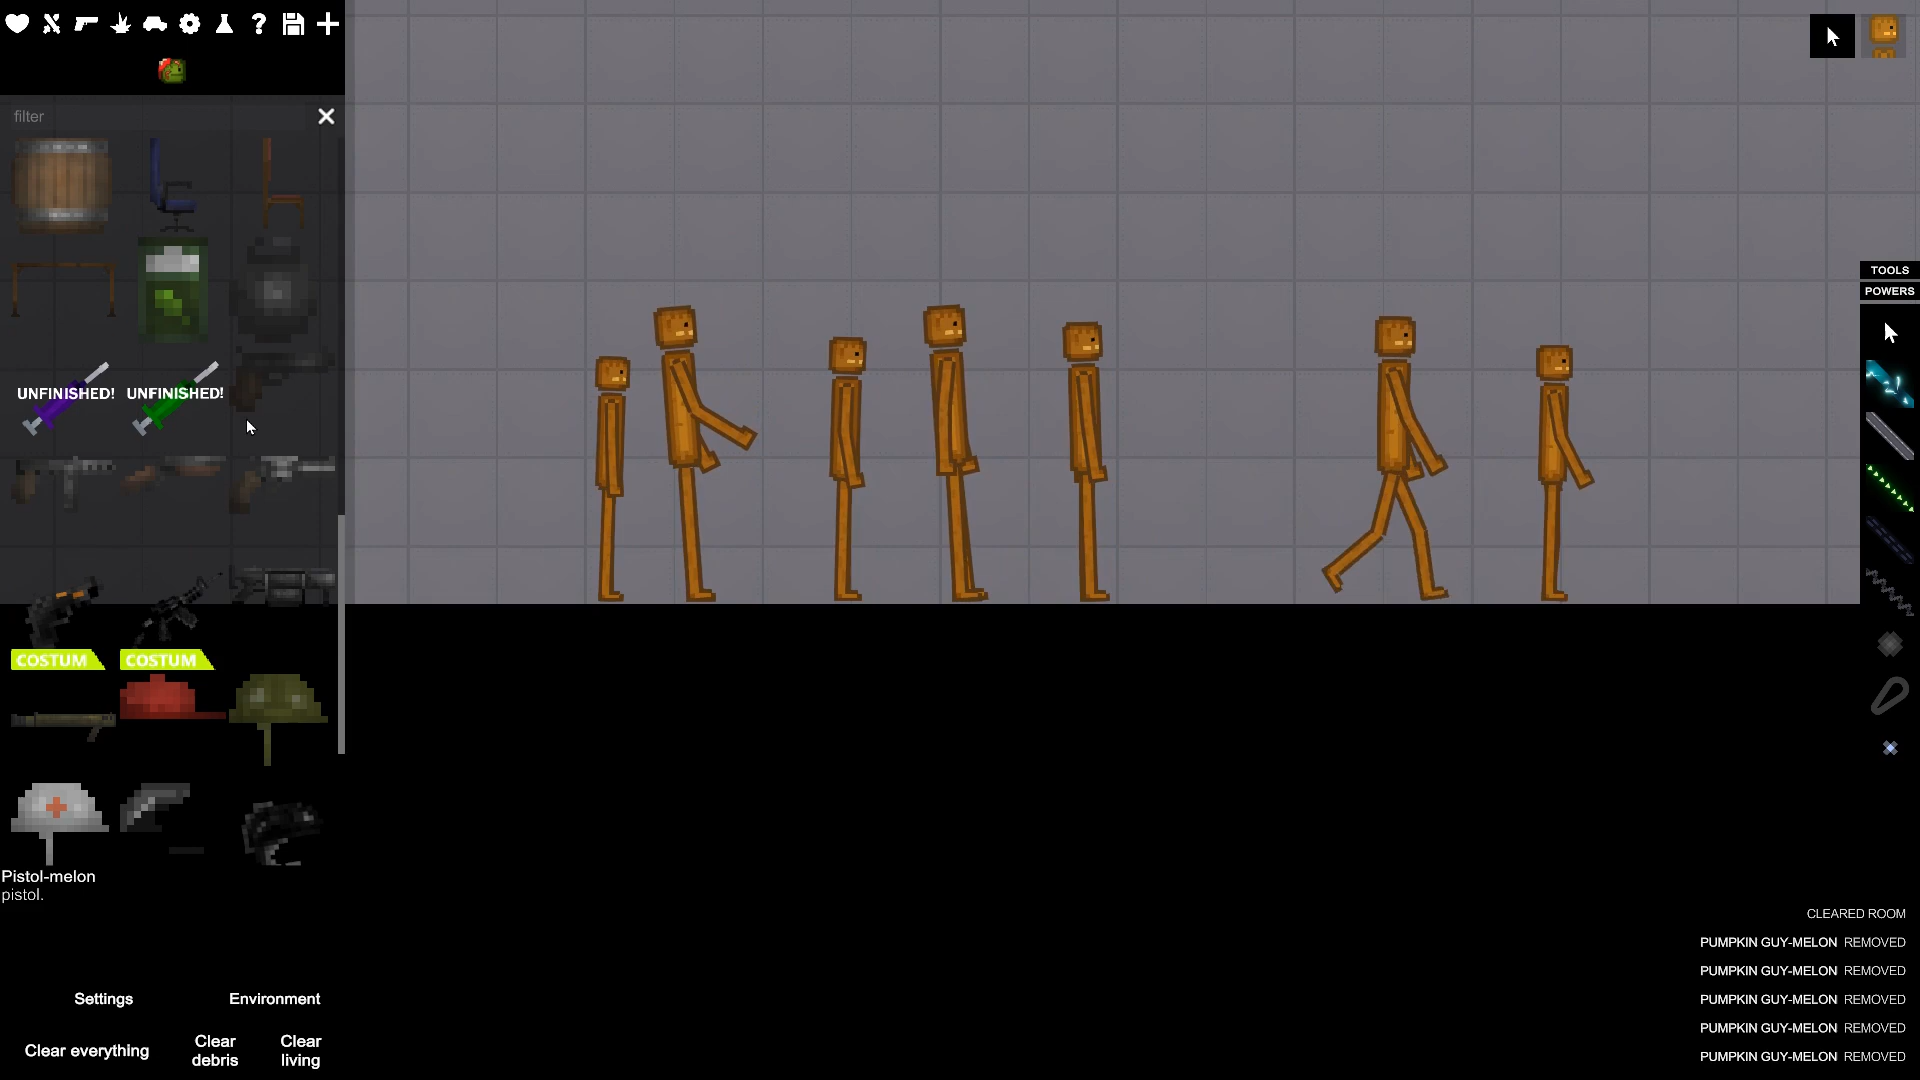 filter
TOOLS
POWERS
UNFINISHED! UNFINISHED!
COSTUM COSTUM
Pistol-melon
pistol.
CLEARED ROOM
PUMPKIN GUY-MELON REMOVED
PUMPKIN GUY-MELON REMOVED
PUMPKIN GUY-MELON REMOVED
PUMPKIN GUY-MELON REMOVED
PUMPKIN GUY-MELON REMOVED
Settings Environment
Clear everything
Clear debris
Clear living